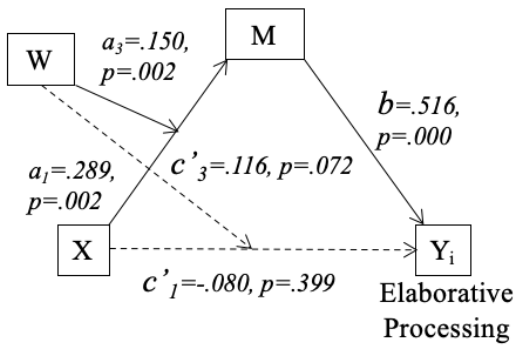 M
W
a3=.150,
p=.002
b=.516,
p=.000
a1=.289,
p=.002
c’3=.116, p=.072
X
Yi
c’1=-.080, p=.399
Elaborative
Processing